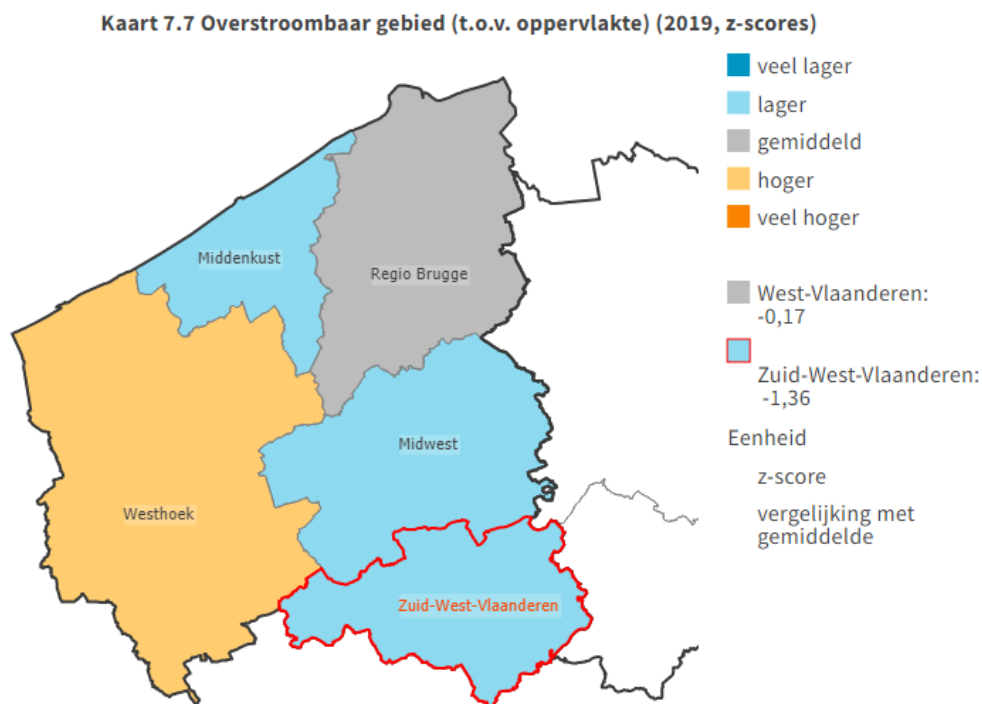 Kaart 7.7 Overstroombaar gebied (t.o.v. oppervlakte) (2019, z-scores)
veel lager
lager
gemiddeld
hoger
veel hoger
West-Vlaanderen:
-0,17
Zuid-West-Vlaanderen:
-1,36
Eenheid
z-score
vergelijking met
gemiddelde
Middenkust
Regio Brugge
Midwest
Westhoek
Zuid-West-Vlaanderen